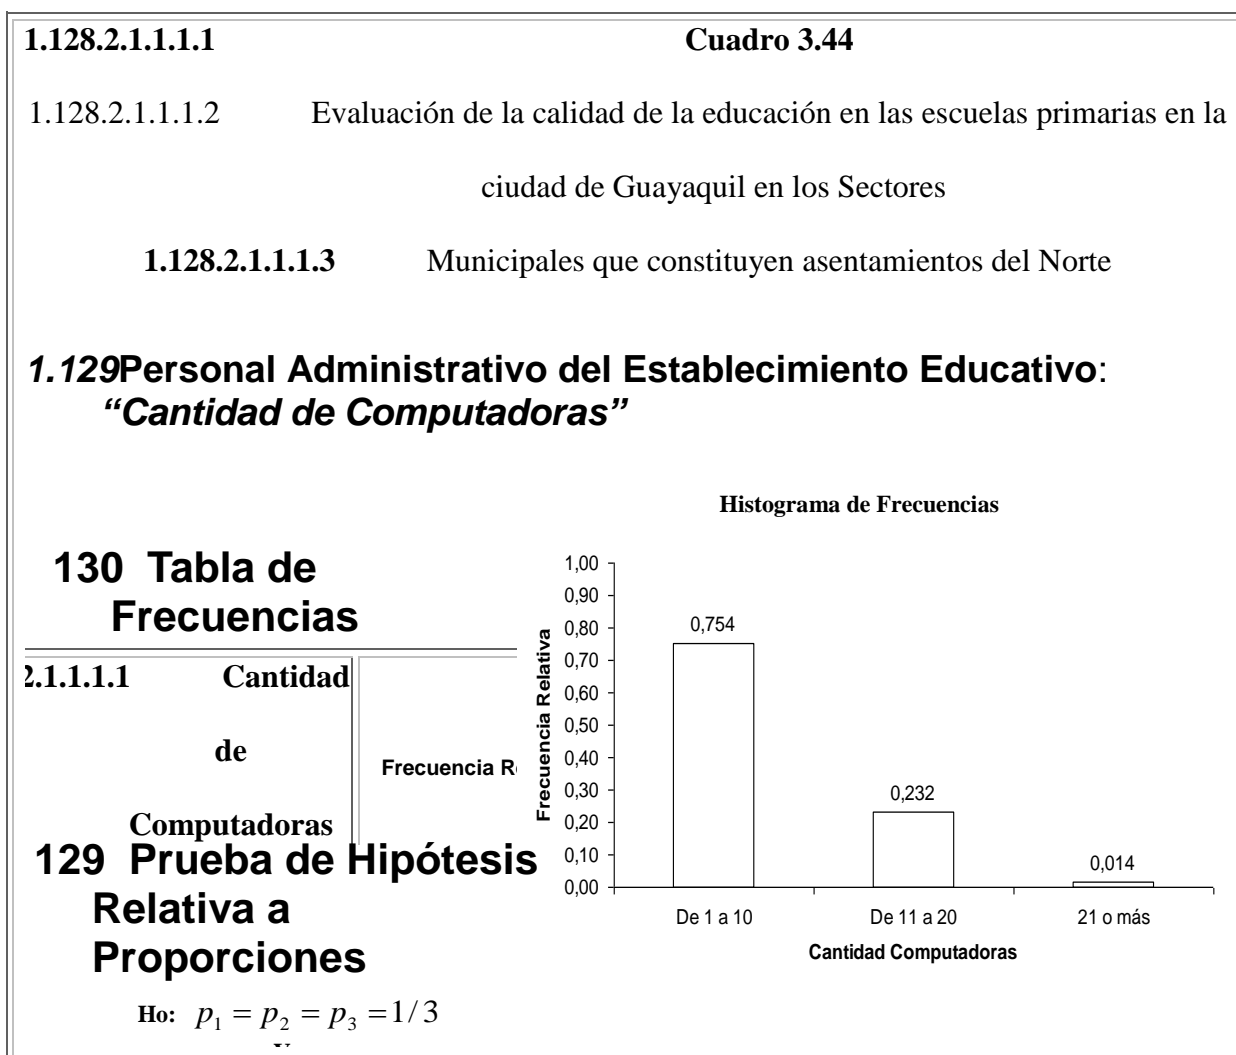 1.128.2.1.1.1.1 Cuadro 3.44
1.128.2.1.1.1.2 Evaluación de la calidad de la educación en las escuelas primarias en la
ciudad de Guayaquil en los Sectores
1.128.2.1.1.1.3 Municipales que constituyen asentamientos del Norte
1.129Personal Administrativo del Establecimiento Educativo:
“Cantidad de Computadoras”
130 Tabla de
Frecuencias
2.1.1.1.1 Cantidad
de
Computadoras
Frecuencia R
129 Prueba de Hipótesis
Relativa a
Proporciones
Ho: p₁ = p₂ = p₃ =1/3
Histograma de Frecuencias
Frecuencia Relativa
1,00
0,90
0,80
0,70
0,60
0,50
0,40
0,30
0,20
0,10
0,00
0,754
0,232
0,014
De 1 a 10
De 11 a 20
21 o más
Cantidad Computadoras